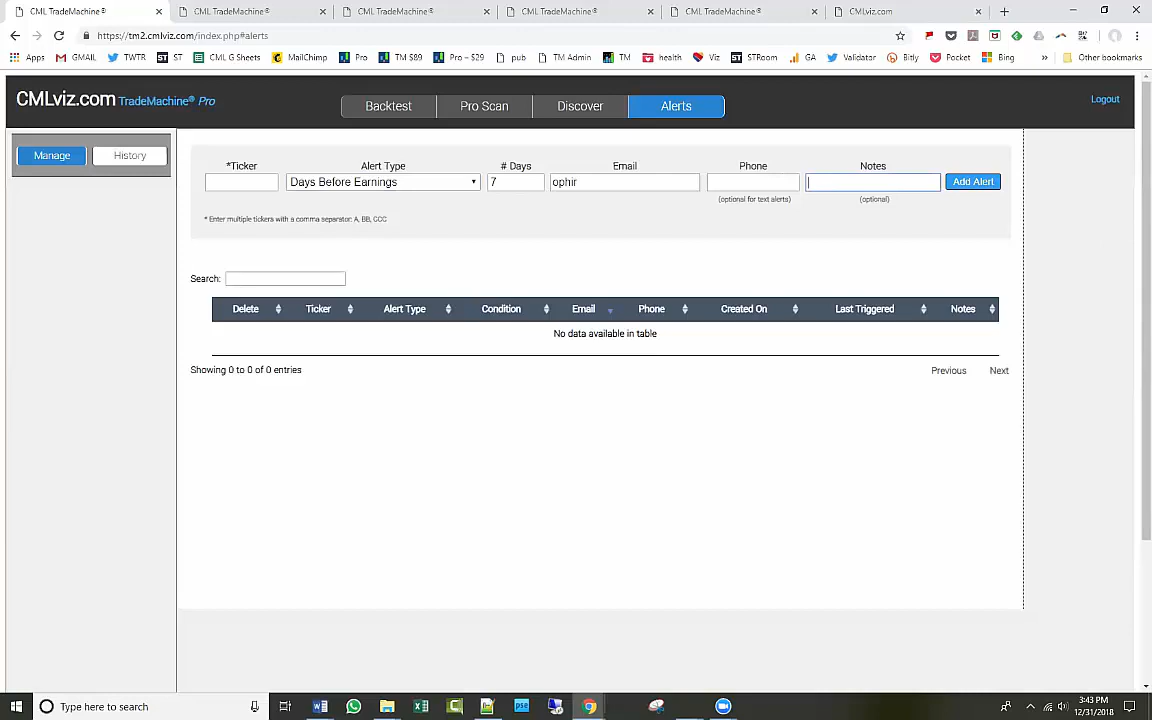 CML TradeMachine®
CML TradeMachine®
CML TradeMachine®
CML TradeMachine®
CML TradeMachine®
CMLviz.com
https://tm2.cmlviz.com/index.php#alerts
Apps GMAIL TWTR ST CML G Sheets MailChimp Pro TM $89 Pro - $29 pub TM Admin TM health Viz STRoom GA Validator Bitly Pocket Bing » Other bookmarks
CMLviz.com TradeMachine® Pro
Backtest Pro Scan Discover Alerts
Logout
Manage History
*Ticker Alert Type # Days Email Phone Notes
Days Before Earnings 7 ophir Add Alert
(optional for text alerts) (optional)
* Enter multiple tickers with a comma separator: A, BB, CCC
Search:
Delete Ticker Alert Type Condition Email Phone Created On Last Triggered Notes
No data available in table
Showing 0 to 0 of 0 entries
Previous Next
Type here to search
3:43 PM
12/31/2018